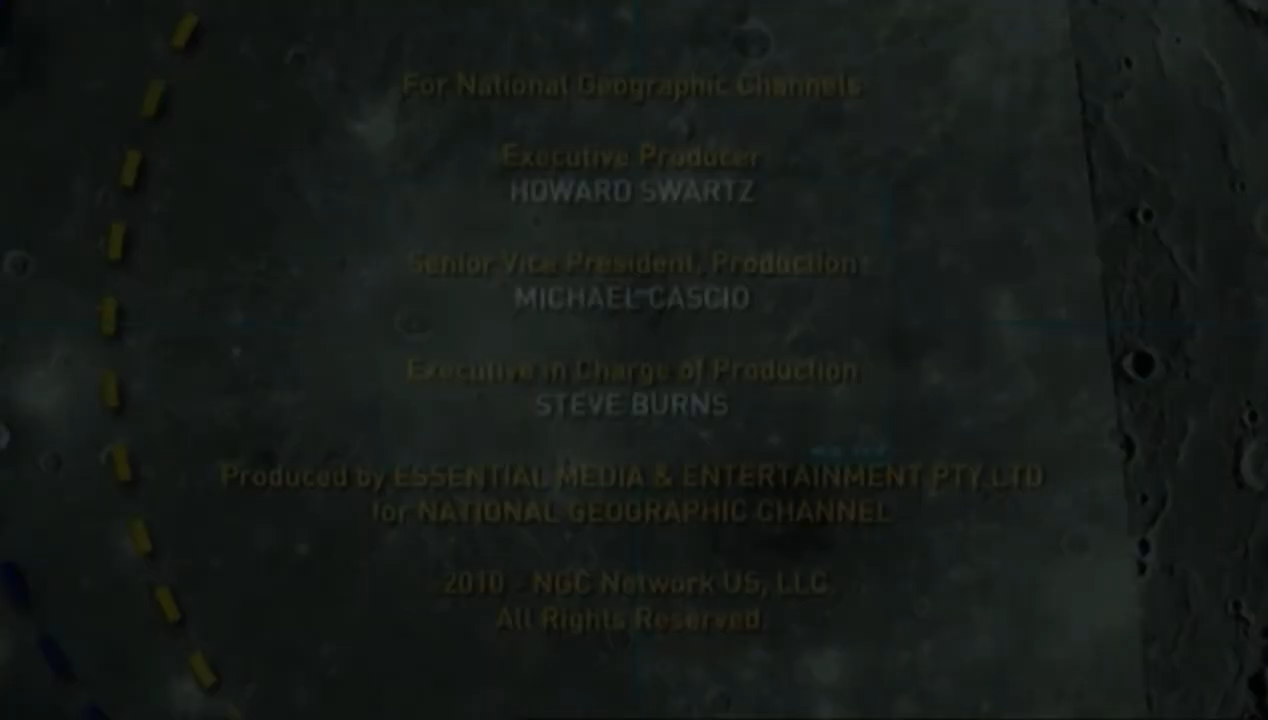 For National Geographic Channels
Executive Producer
HOWARD SWARTZ
Senior Vice President, Production
MICHAEL CASCIO
Executive in Charge of Production
STEVE BURNS
Produced by ESSENTIAL MEDIA & ENTERTAINMENT PTY LTD
for NATIONAL GEOGRAPHIC CHANNEL
2010 - NGC Network US, LLC
All Rights Reserved.